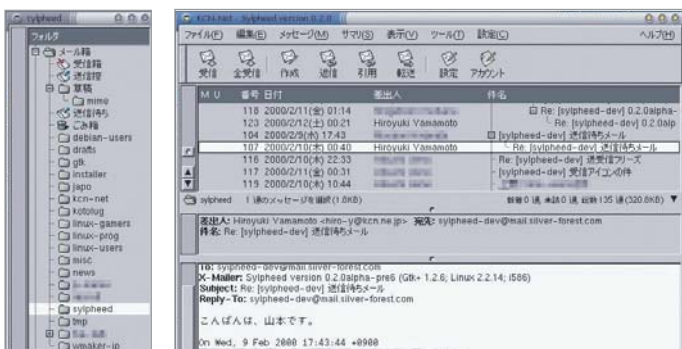 sylpheed
フォルダ
メール箱
受信箱
送信控
草稿
mime
送信待ち
ごみ箱
debian-users
drafts
gtk
installer
japo
kcn-net
kotolug
linux-gamers
linux-prog
linux-users
misc
news
sylpheed
tmp
wmaker-jp
KCN-Net - Sylpheed version 0.2.0
ファイル(F) 編集(E) メッセージ(M) サマリ(S) 表示(V) ツール(T) 設定(C) ヘルプ(H)
受信 全受信 作成 返信 引用 転送 設定 アカウント
M U 番号 日付 差出人 件名
118 2000/2/11(金) 01:14 Re: [sylpheed-dev] 0.2.0alpha-
123 2000/2/12(土) 00:21 Hiroyuki Yamamoto Re: [sylpheed-dev] 0.2.0alp
104 2000/2/9(水) 17:43 [sylpheed-dev] 送信待ちメール
107 2000/2/10(木) 00:40 Hiroyuki Yamamoto Re: [sylpheed-dev] 送信待ちメール
116 2000/2/10(木) 22:33 Re: [sylpheed-dev] 送受信フリーズ
117 2000/2/11(金) 00:31 [sylpheed-dev] 受信アイコンの件
119 2000/2/10(木) 10:44
sylpheed 1 通のメッセージを選択 (1.0KB) 新着 0 通, 未読 0 通, 総数 135 通 (320.8KB)
差出人: Hiroyuki Yamamoto <hiro-y@kcn.ne.jp> 宛先: sylpheed-dev@mail.silver-forest.com
件名: Re: [sylpheed-dev] 送信待ちメール
To: sylpheed-dev@mail.silver-forest.com
X-Mailer: Sylpheed version 0.2.0alpha-pre6 (Gtk+ 1.2.6; Linux 2.2.14; i586)
Subject: Re: [sylpheed-dev] 送信待ちメール
Reply-To: sylpheed-dev@mail.silver-forest.com
こんばんは、山本です。
On Wed, 9 Feb 2000 17:43:44 +0900